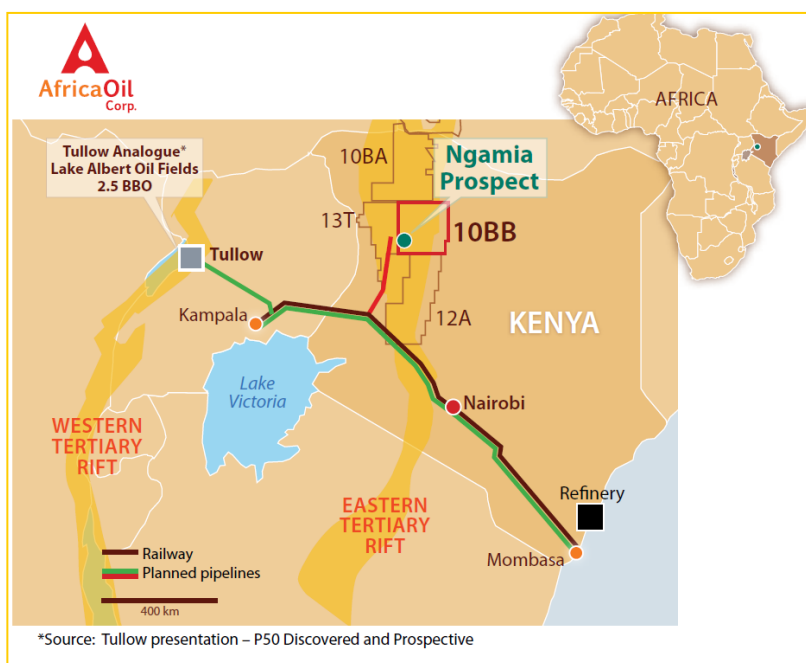 AfricaOil
Corp.
AFRICA
Tullow Analogue*
Lake Albert Oil Fields
2.5 BBO
10BA
Ngamia
Prospect
13T
10BB
Tullow
Kampala
12A
KENYA
Lake
Victoria
Nairobi
WESTERN
TERTIARY
RIFT
EASTERN
TERTIARY
RIFT
Refinery
Mombasa
Railway
Planned pipelines
400 km
*Source: Tullow presentation – P50 Discovered and Prospective